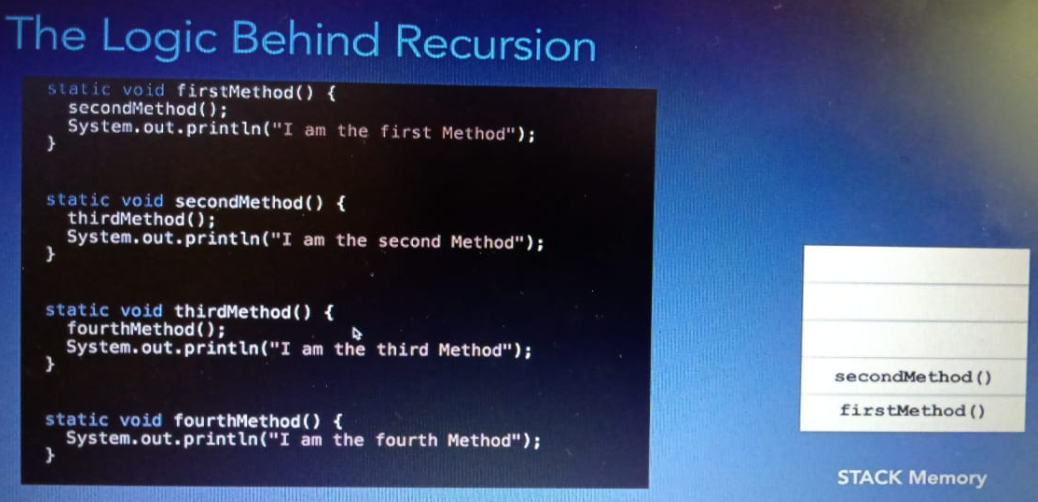 The Logic Behind Recursion
static void firstMethod() {
secondMethod();
System.out.println("I am the first Method");
}
static void secondMethod() {
thirdMethod();
System.out.println("I am the second Method");
}
static void thirdMethod() {
fourthMethod();
System.out.println("I am the third Method");
}
static void fourthMethod() {
System.out.println("I am the fourth Method");
}
secondMethod()
firstMethod()
STACK Memory